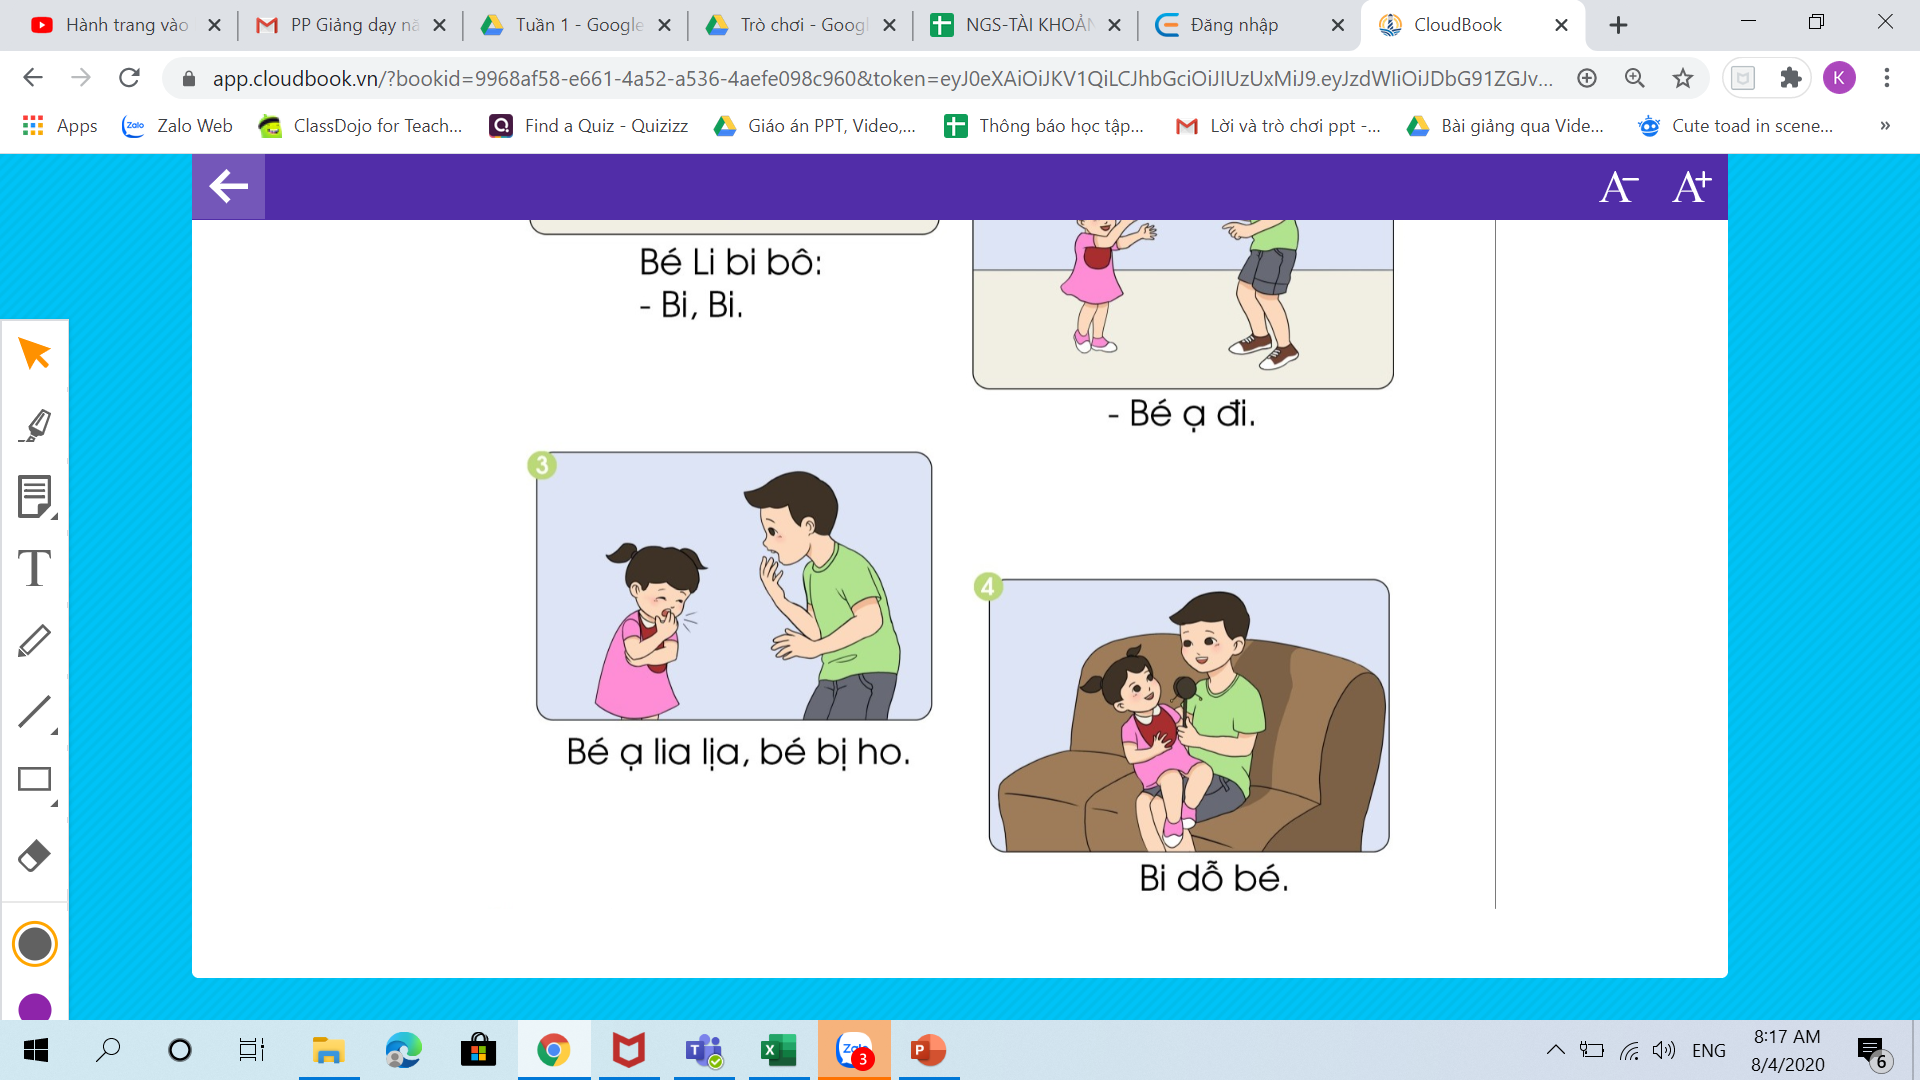 Hành trang vào
PP Giảng dạy nă
Tuần 1 - Google
Trò chơi - Googl
NGS-TÀI KHOẢN
Đăng nhập
CloudBook
app.cloudbook.vn/?bookid=9968af58-e661-4a52-a536-4aefe098c960&token=eyJ0eXAiOiJKV1QiLCJhbGciOiJIUzUxMiJ9.eyJzdWIiOiJDbG91ZGJv...
K
Apps
Zalo
Zalo Web
ClassDojo for Teach...
Find a Quiz - Quizizz
Giáo án PPT, Video,...
Thông báo học tập...
Lời và trò chơi ppt -...
Bài giảng qua Vide...
Cute toad in scene...
»
A- A+
Bé Li bi bô:
- Bi, Bi.
- Bé ạ đi.
3
Bé ạ lia lịa, bé bị ho.
4
Bi dỗ bé.
T
Zalo
3
ENG
8:17 AM
8/4/2020
6